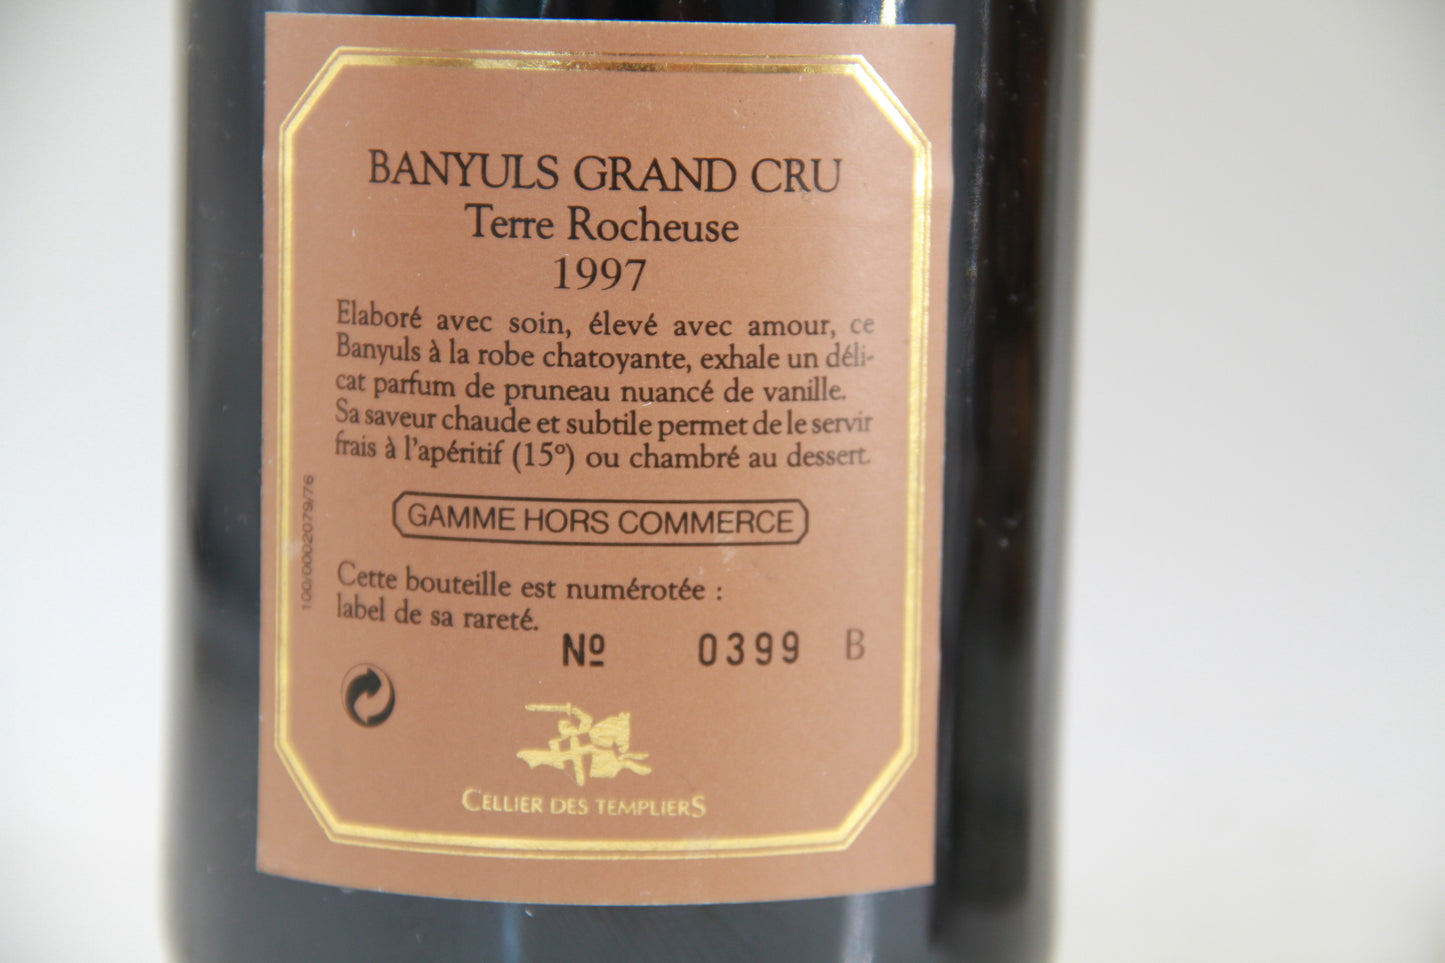 BANYULS GRAND CRU
Terre Rocheuse
1997
Elaboré avec soin, élevé avec amour, ce
Banyuls à la robe chatoyante, exhale un déli-
cat parfum de pruneau nuancé de vanille.
Sa saveur chaude et subtile permet de le servir
frais à l'apéritif (15°) ou chambré au dessert.
GAMME HORS COMMERCE
Cette bouteille est numérotée :
label de sa rareté.
Nº 0399 B
100/0002079/76
CELLIER DES TEMPLIERS